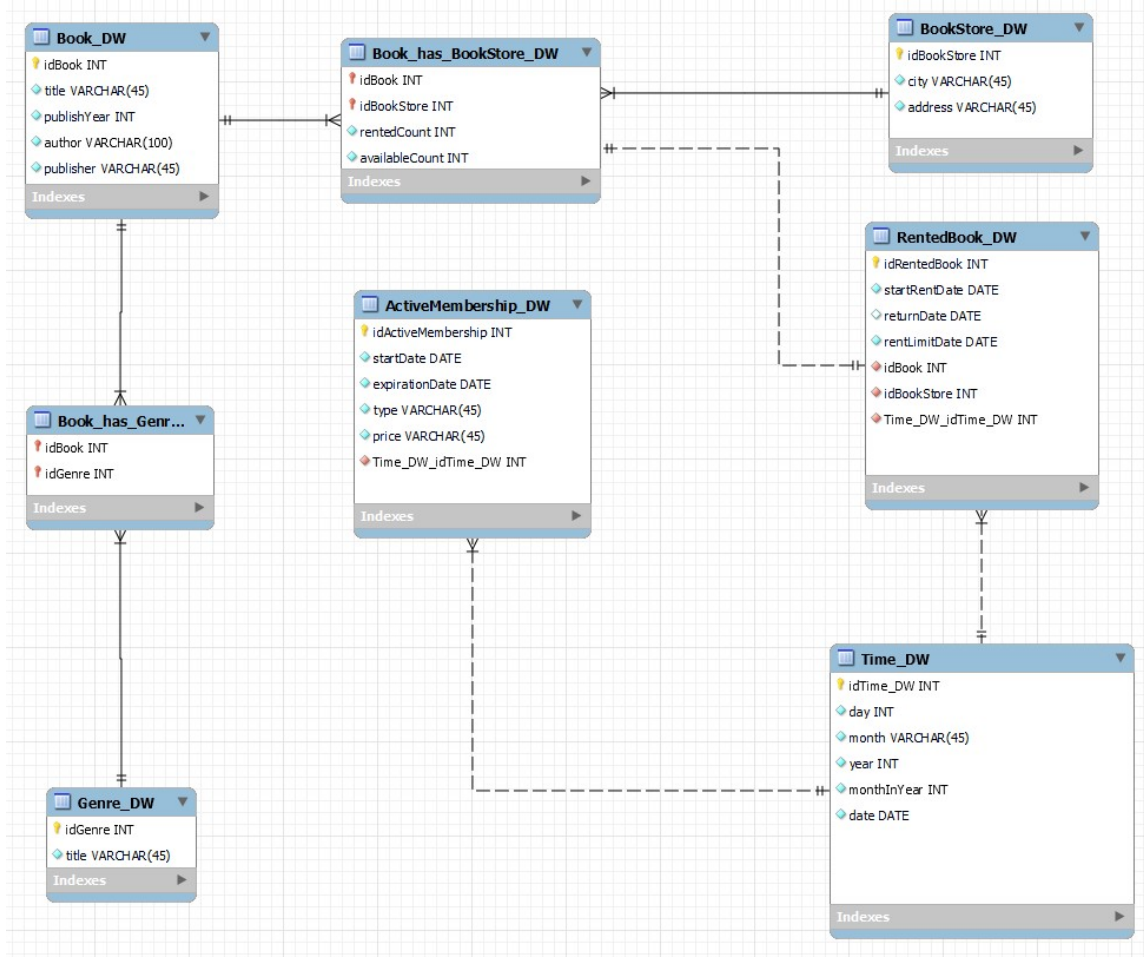 Book_DW
idBook INT
title VARCHAR(45)
publishYear INT
author VARCHAR(100)
publisher VARCHAR(45)
Indexes
Book_has_BookStore_DW
idBook INT
idBookStore INT
rentedCount INT
availableCount INT
Indexes
BookStore_DW
idBookStore INT
city VARCHAR(45)
address VARCHAR(45)
Indexes
RentedBook_DW
idRentedBook INT
startRentDate DATE
returnDate DATE
rentLimitDate DATE
idBook INT
idBookStore INT
Time_DW_idTime_DW INT
Indexes
ActiveMembership_DW
idActiveMembership INT
startDate DATE
expirationDate DATE
type VARCHAR(45)
price VARCHAR(45)
Time_DW_idTime_DW INT
Indexes
Book_has_Genr...
idBook INT
idGenre INT
Indexes
Time_DW
idTime_DW INT
day INT
month VARCHAR(45)
year INT
monthInYear INT
date DATE
Indexes
Genre_DW
idGenre INT
title VARCHAR(45)
Indexes